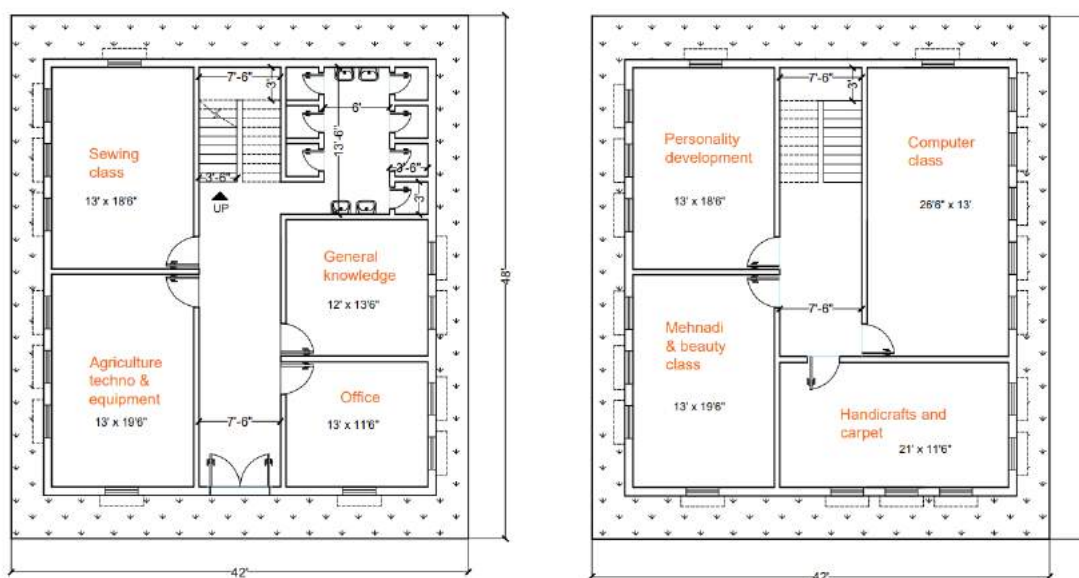 7'-6"
3'
6'
13'-6"
Sewing
class
13' x 18'6"
3'-6"
3'-6"
UP
3'
General
knowledge
12' x 13'6"
48'
Agriculture
techno &
equipment
13' x 19'6"
Office
13' x 11'6"
7'-6"
42'
7'-6"
3'
Personality
development
13' x 18'6"
Computer
class
26'6" x 13'
7'-6"
Mehnadi
& beauty
class
13' x 19'6"
Handicrafts and
carpet
21' x 11'6"
42'